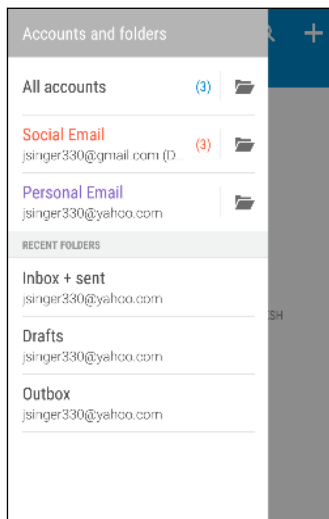 Accounts and folders
All accounts (3)
Social Email (3)
jsinger330@gmail.com (D...
Personal Email
jsinger330@yahoo.com
RECENT FOLDERS
Inbox + sent
jsinger330@yahoo.com
Drafts
jsinger330@yahoo.com
Outbox
jsinger330@yahoo.com